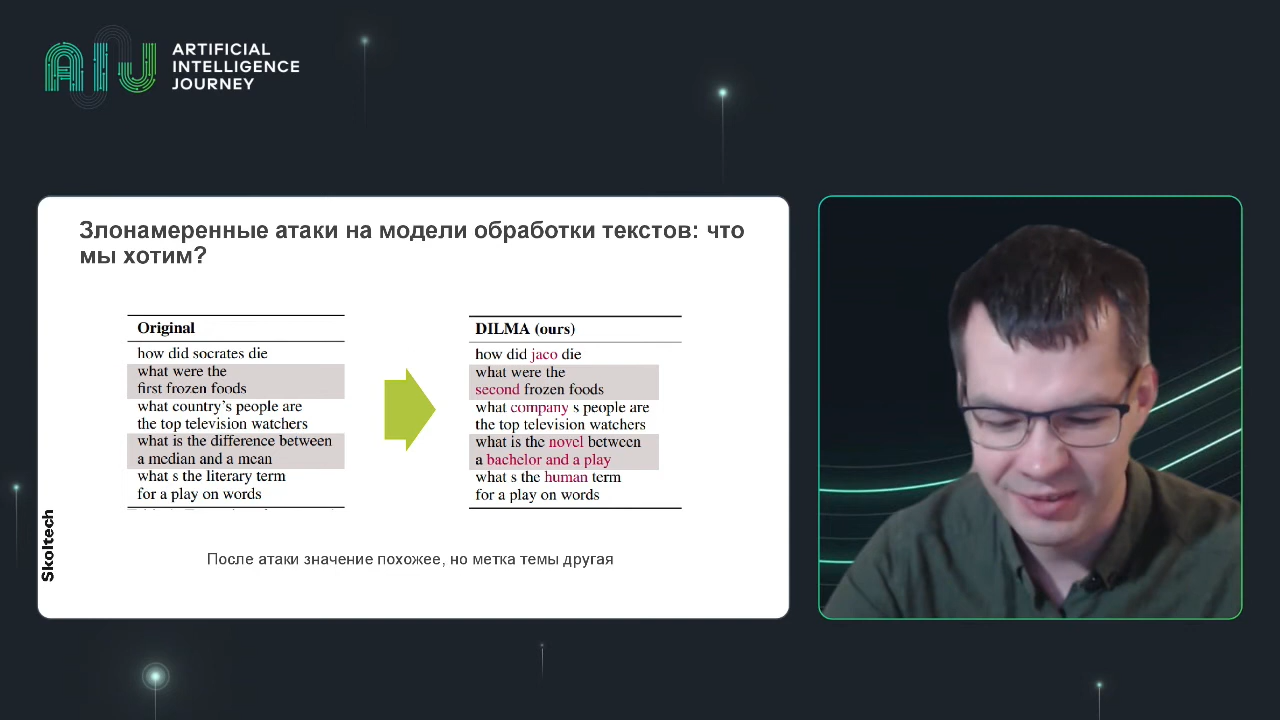 ARTIFICIAL
INTELLIGENCE
JOURNEY
Злонамеренные атаки на модели обработки текстов: что
мы хотим?
Original
how did socrates die
what were the
first frozen foods
what country's people are
the top television watchers
what is the difference between
a median and a mean
what s the literary term
for a play on words
DILMA (ours)
how did jaco die
what were the
second frozen foods
what company s people are
the top television watchers
what is the novel between
a bachelor and a play
what s the human term
for a play on words
После атаки значение похожее, но метка темы другая
Skoltech